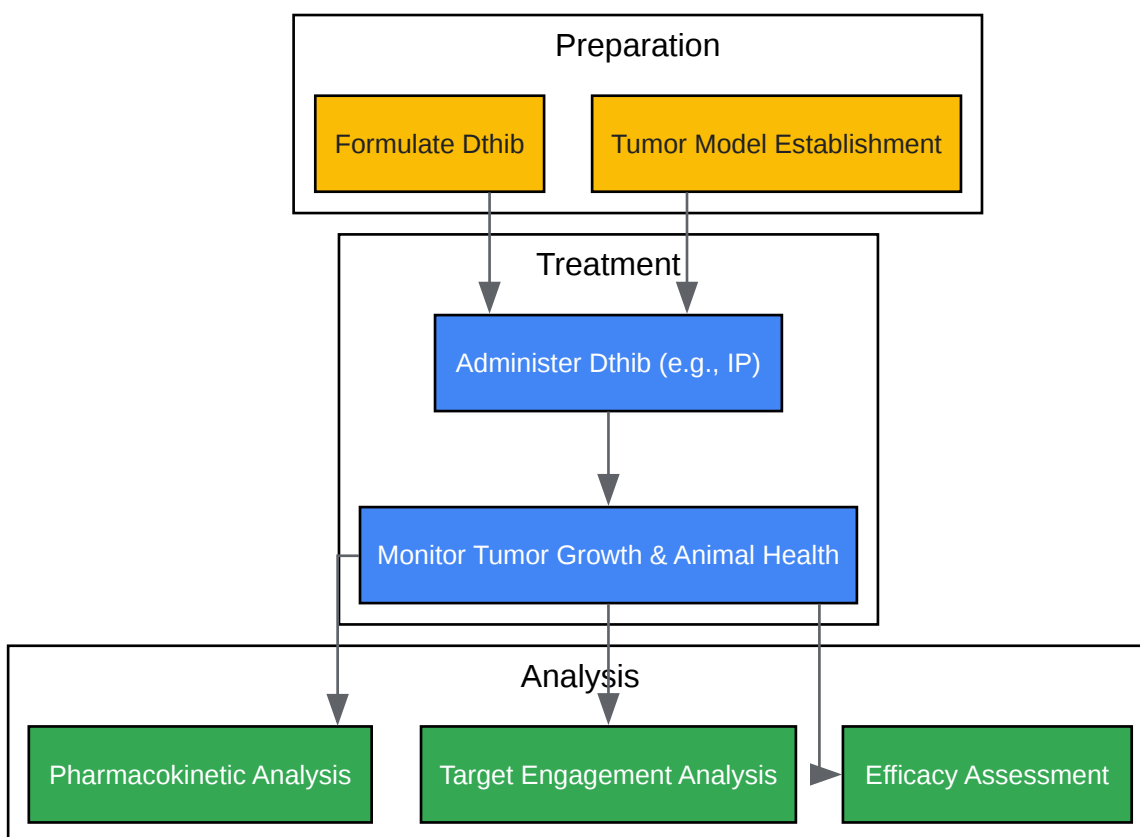 Preparation
Formulate Dthib
Tumor Model Establishment
Treatment
Administer Dthib (e.g., IP)
Monitor Tumor Growth & Animal Health
Analysis
Pharmacokinetic Analysis
Target Engagement Analysis
Efficacy Assessment